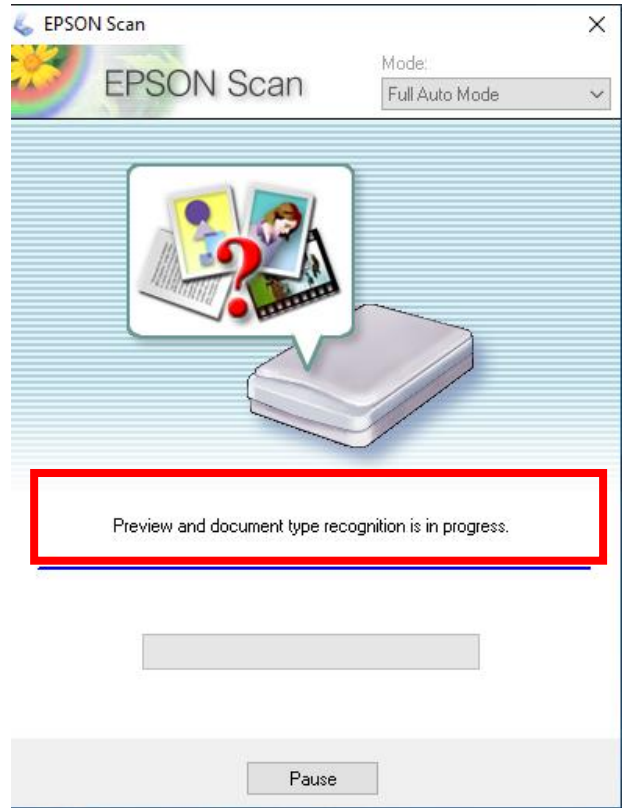 EPSON Scan
EPSON Scan
Mode:
Full Auto Mode
?
Preview and document type recognition is in progress.
Pause